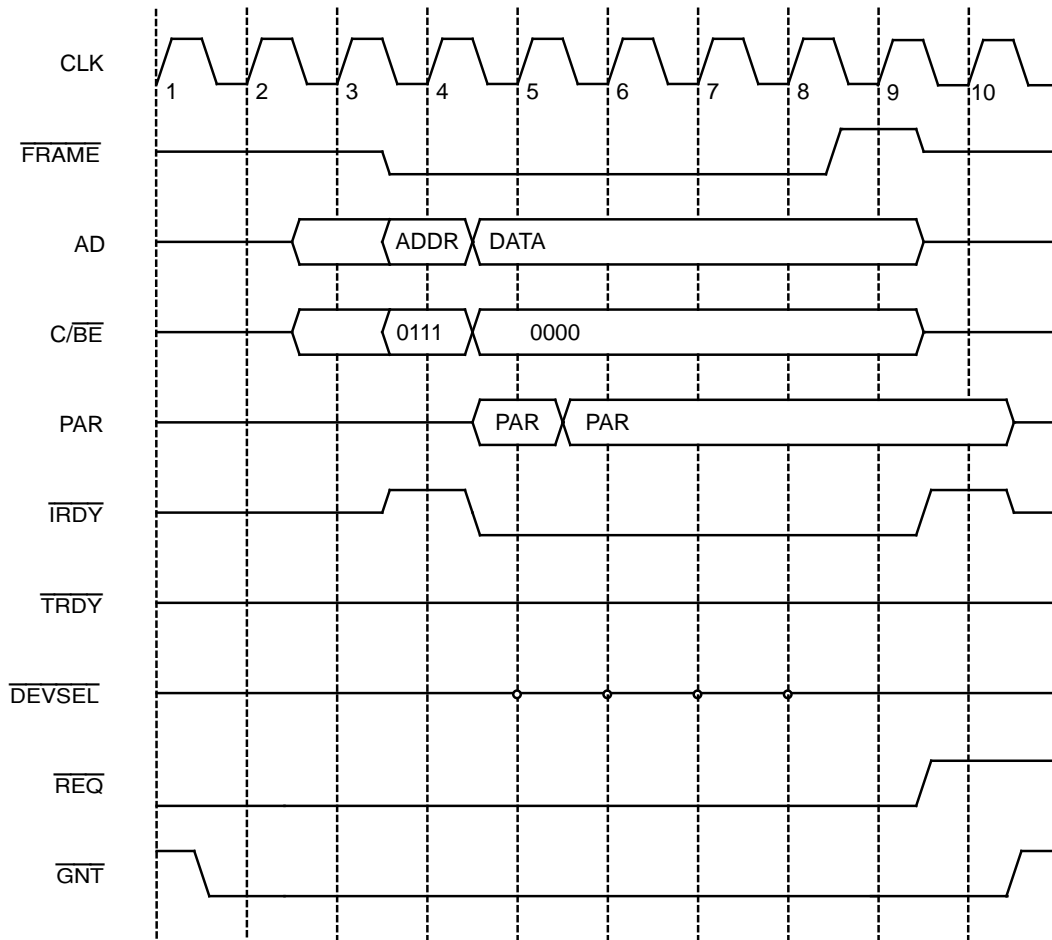 CLK
1 2 3 4 5 6 7 8 9 10
FRAME
AD ADDR DATA
C/BE 0111 0000
PAR PAR PAR
IRDY
TRDY
DEVSEL
REQ
GNT